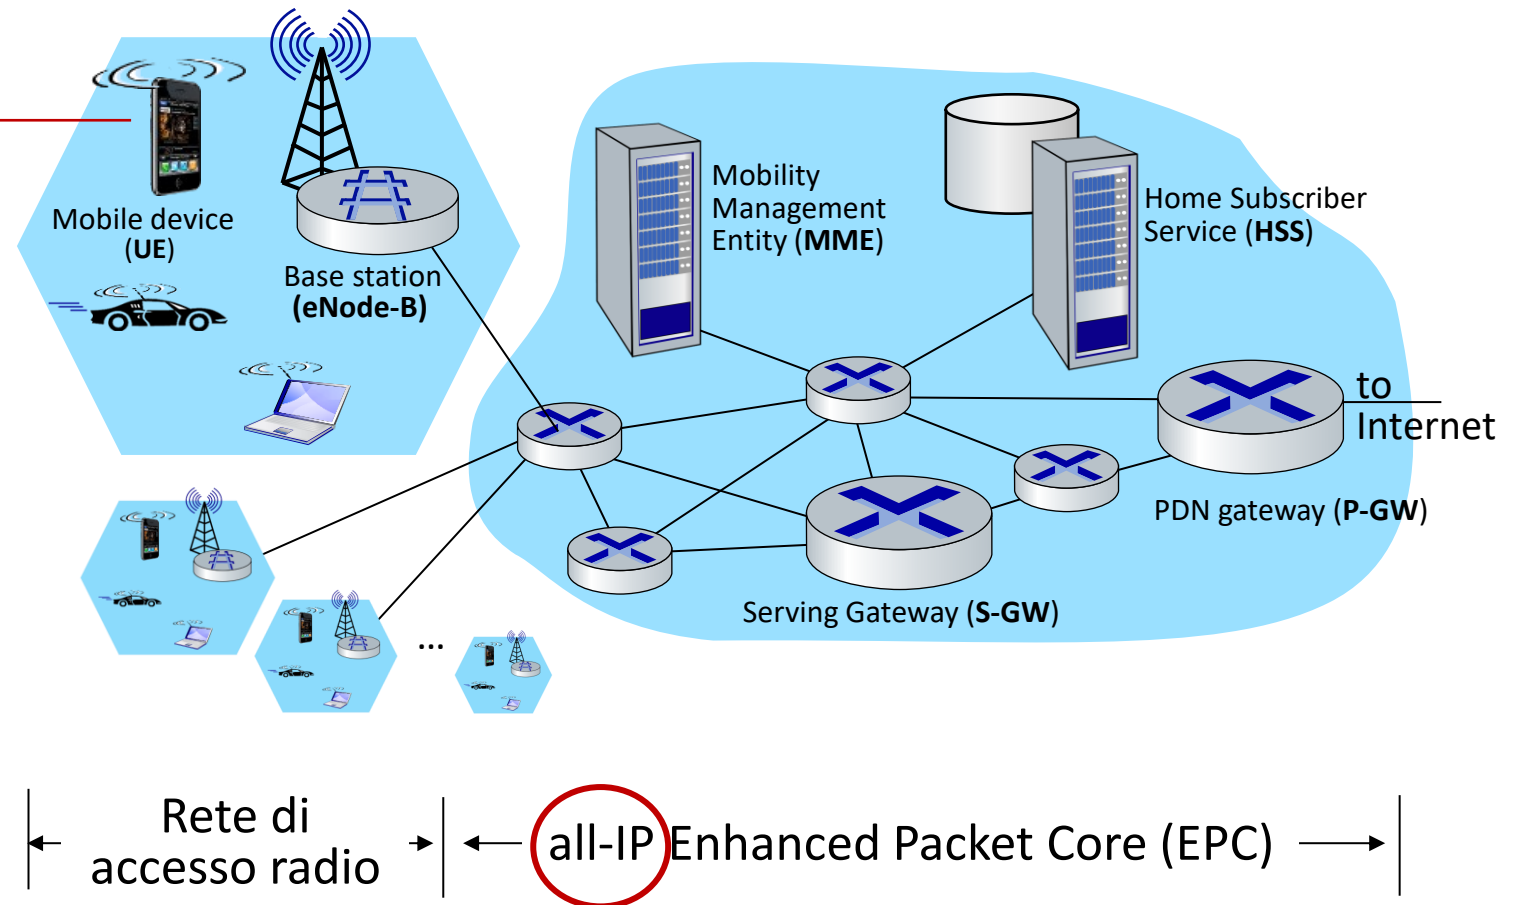 Mobile device
(UE)
Base station
(eNode-B)
Mobility
Management
Entity (MME)
Home Subscriber
Service (HSS)
to
Internet
PDN gateway (P-GW)
Serving Gateway (S-GW)
...
Rete di
accesso radio
all-IP Enhanced Packet Core (EPC)